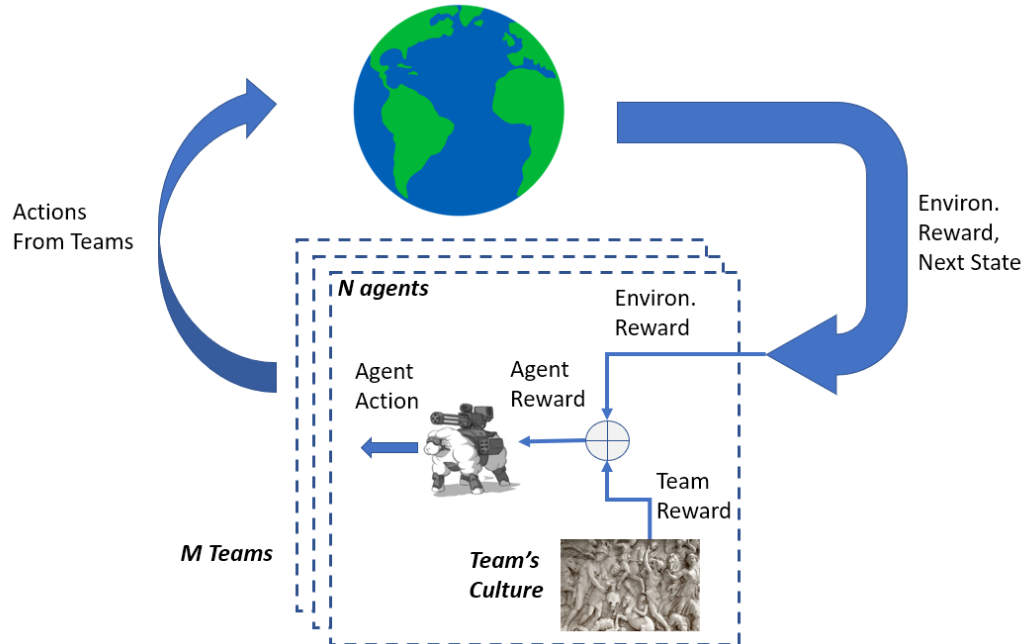 Actions
From Teams
Environ.
Reward,
Next State
N agents
Environ.
Reward
Agent
Action
Agent
Reward
Team
Reward
M Teams
Team's
Culture